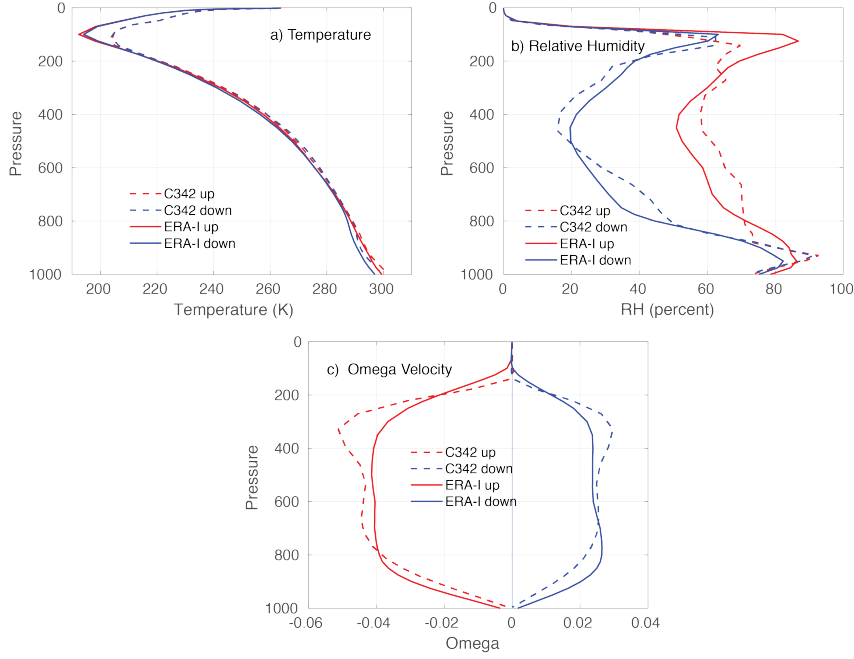 a) Temperature
0
200
400
600
800
1000
Pressure
C342 up
C342 down
ERA-I up
ERA-I down
200
220
240
260
280
300
Temperature (K)
b) Relative Humidity
0
200
400
600
800
1000
Pressure
C342 up
C342 down
ERA-I up
ERA-I down
0
20
40
60
80
100
RH (percent)
c) Omega Velocity
0
200
400
600
800
1000
Pressure
C342 up
C342 down
ERA-I up
ERA-I down
-0.06
-0.04
-0.02
0
0.02
0.04
Omega